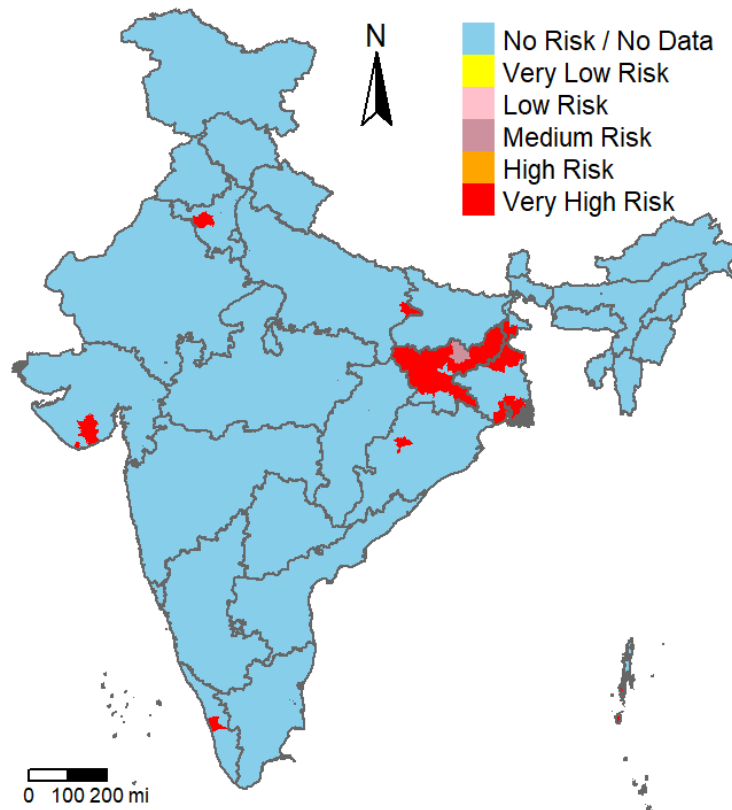 N
No Risk / No Data
Very Low Risk
Low Risk
Medium Risk
High Risk
Very High Risk
0 100 200 mi